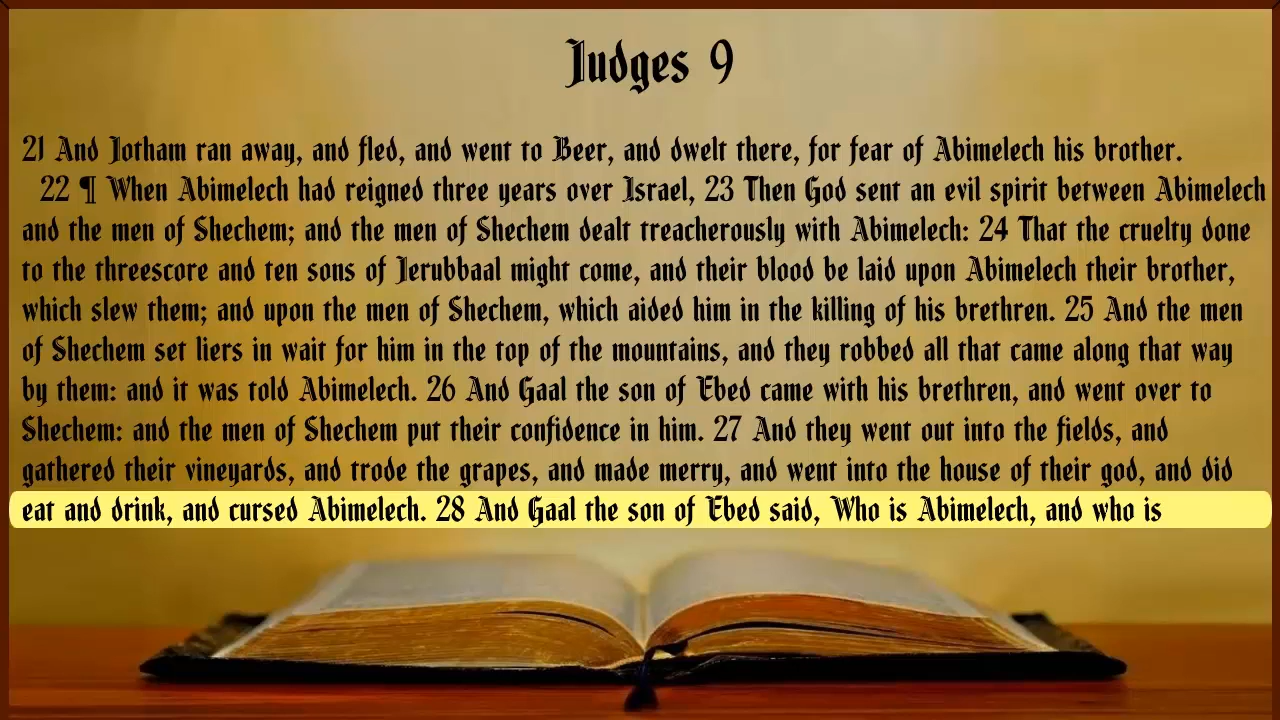 Judges 9
21 And Jotham ran away, and fled, and went to Beer, and dwelt there, for fear of Abimelech his brother.
22 ¶ When Abimelech had reigned three years over Israel, 23 Then God sent an evil spirit between Abimelech
and the men of Shechem; and the men of Shechem dealt treacherously with Abimelech: 24 That the cruelty done
to the threescore and ten sons of Jerubbaal might come, and their blood be laid upon Abimelech their brother,
which slew them; and upon the men of Shechem, which aided him in the killing of his brethren. 25 And the men
of Shechem set liers in wait for him in the top of the mountains, and they robbed all that came along that way
by them: and it was told Abimelech. 26 And Gaal the son of Ebed came with his brethren, and went over to
Shechem: and the men of Shechem put their confidence in him. 27 And they went out into the fields, and
gathered their vineyards, and trode the grapes, and made merry, and went into the house of their god, and did
eat and drink, and cursed Abimelech. 28 And Gaal the son of Ebed said, Who is Abimelech, and who is